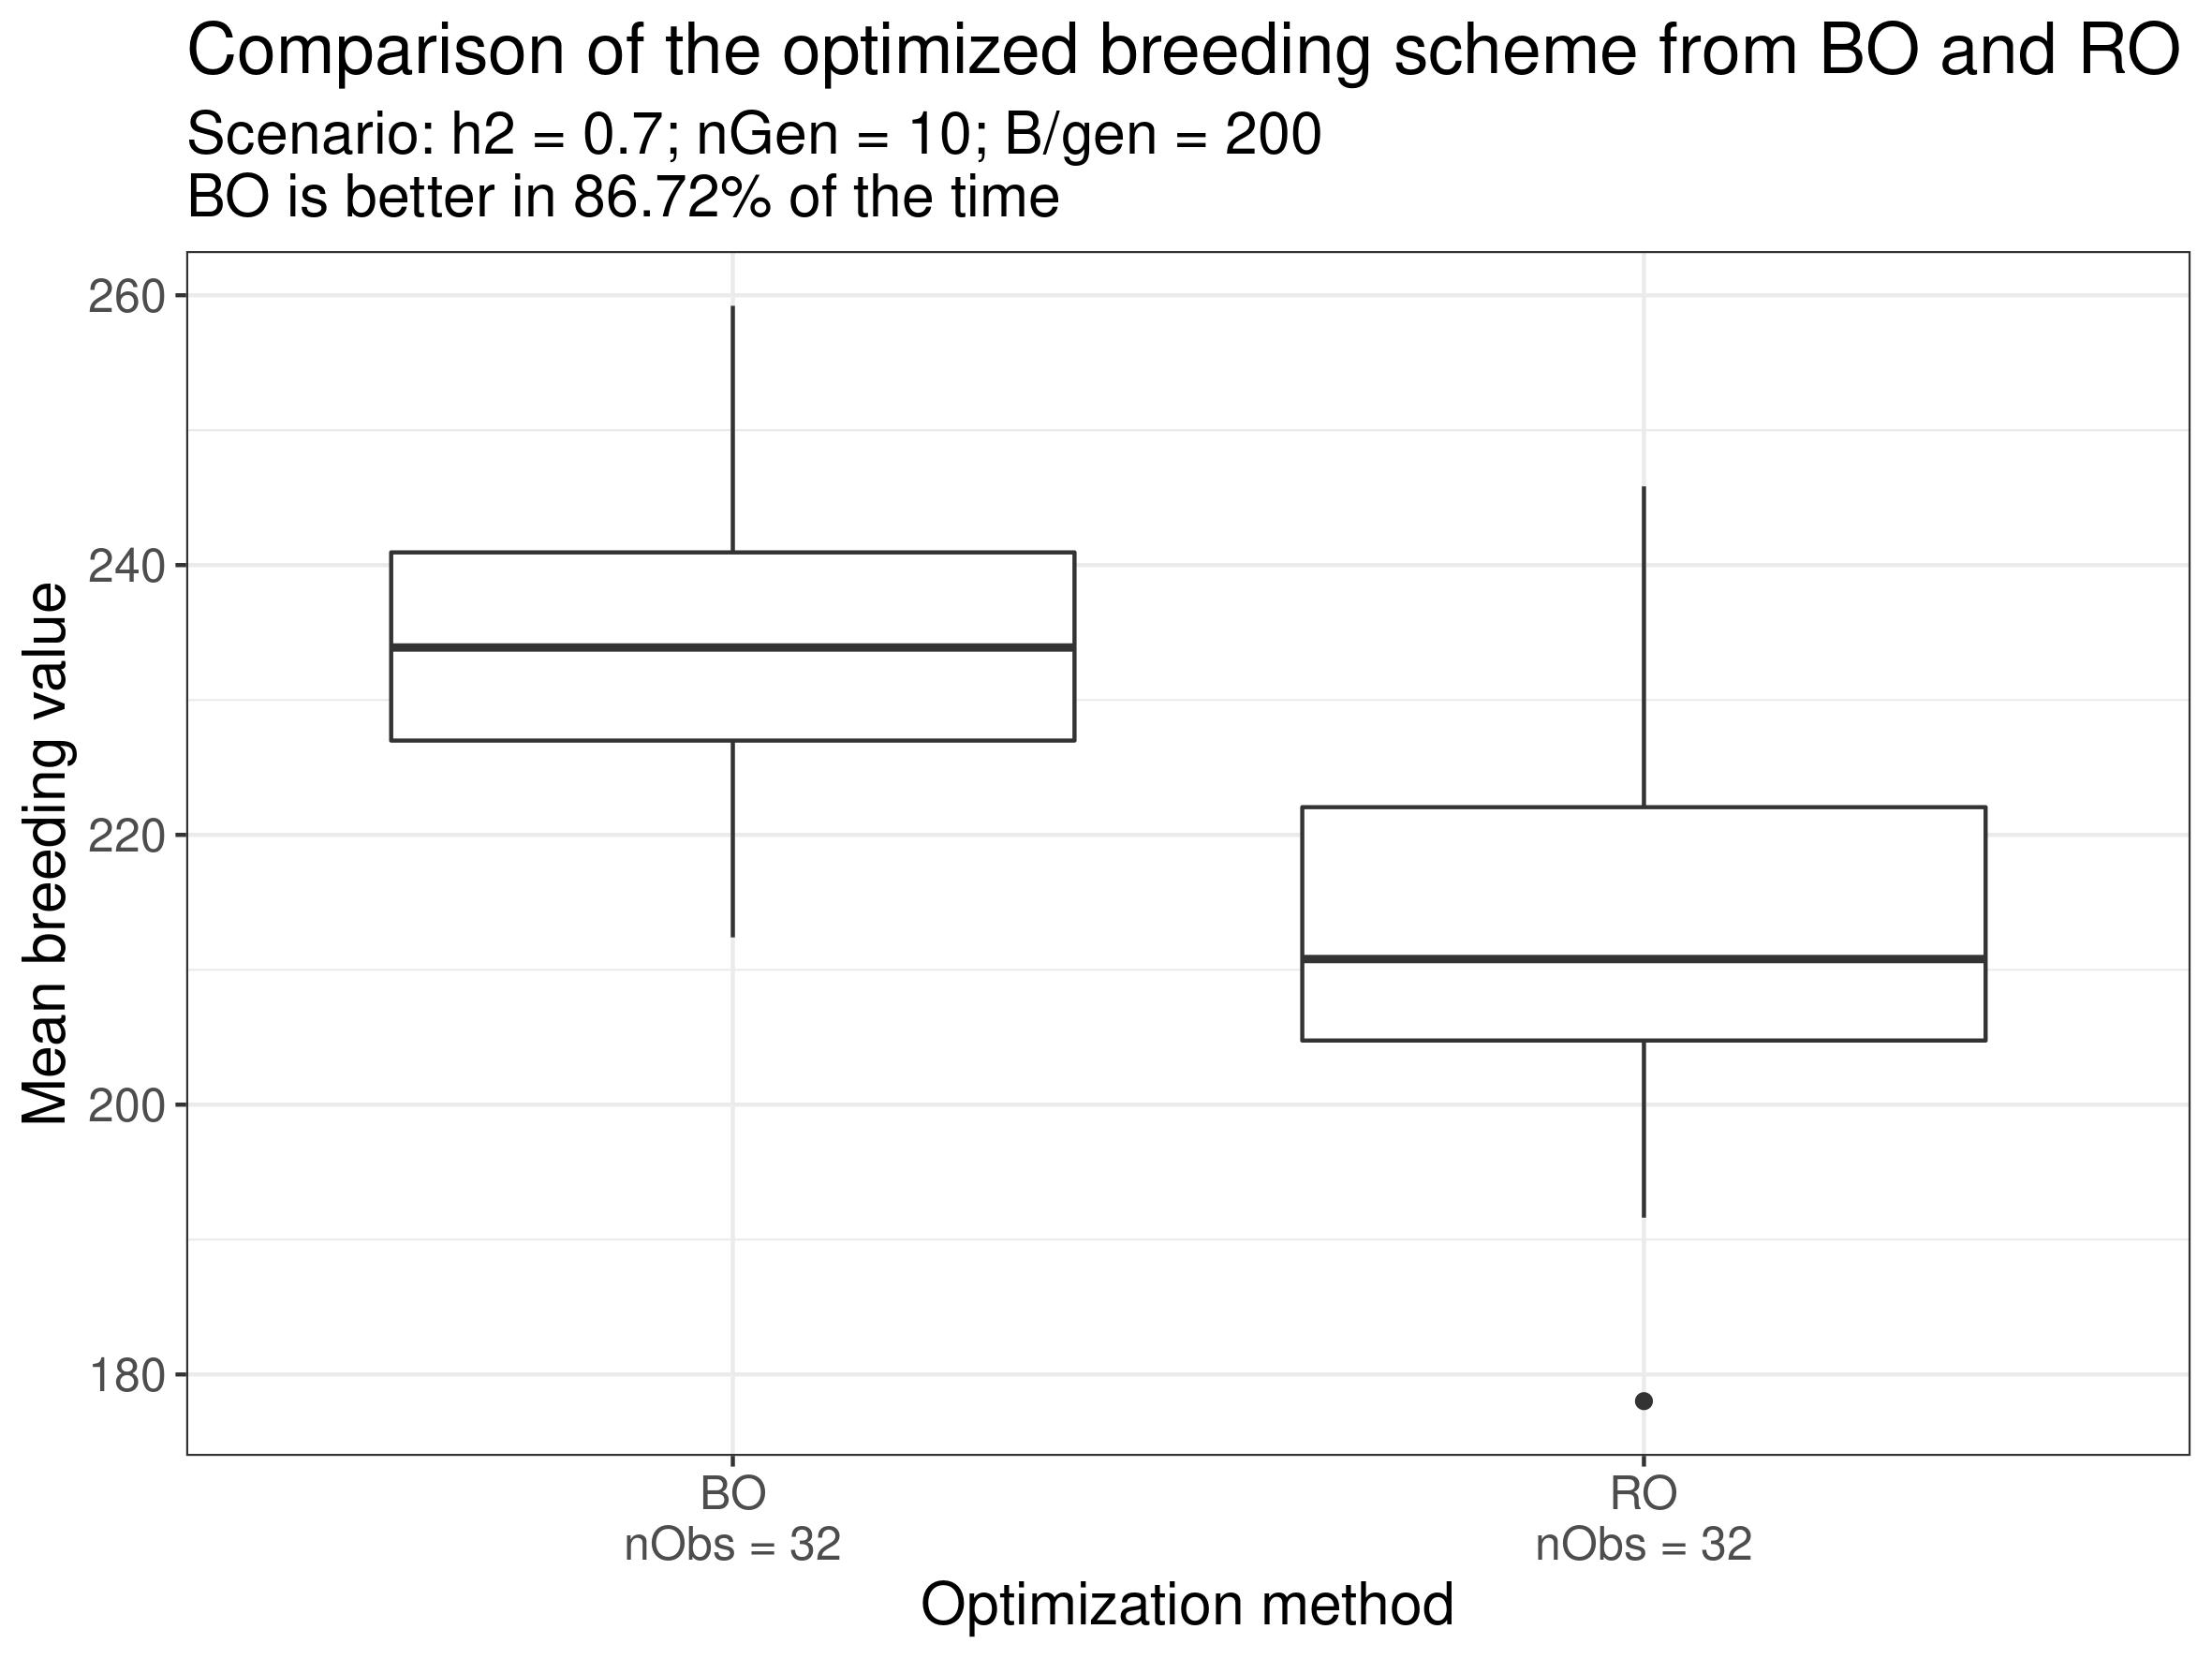 Comparison of the optimized breeding scheme from BO and RO
Scenario: h2 = 0.7; nGen = 10; B/gen = 200
BO is better in 86.72% of the time
Mean breeding value
260
240
220
200
180
BO
nObs = 32
RO
nObs = 32
Optimization method